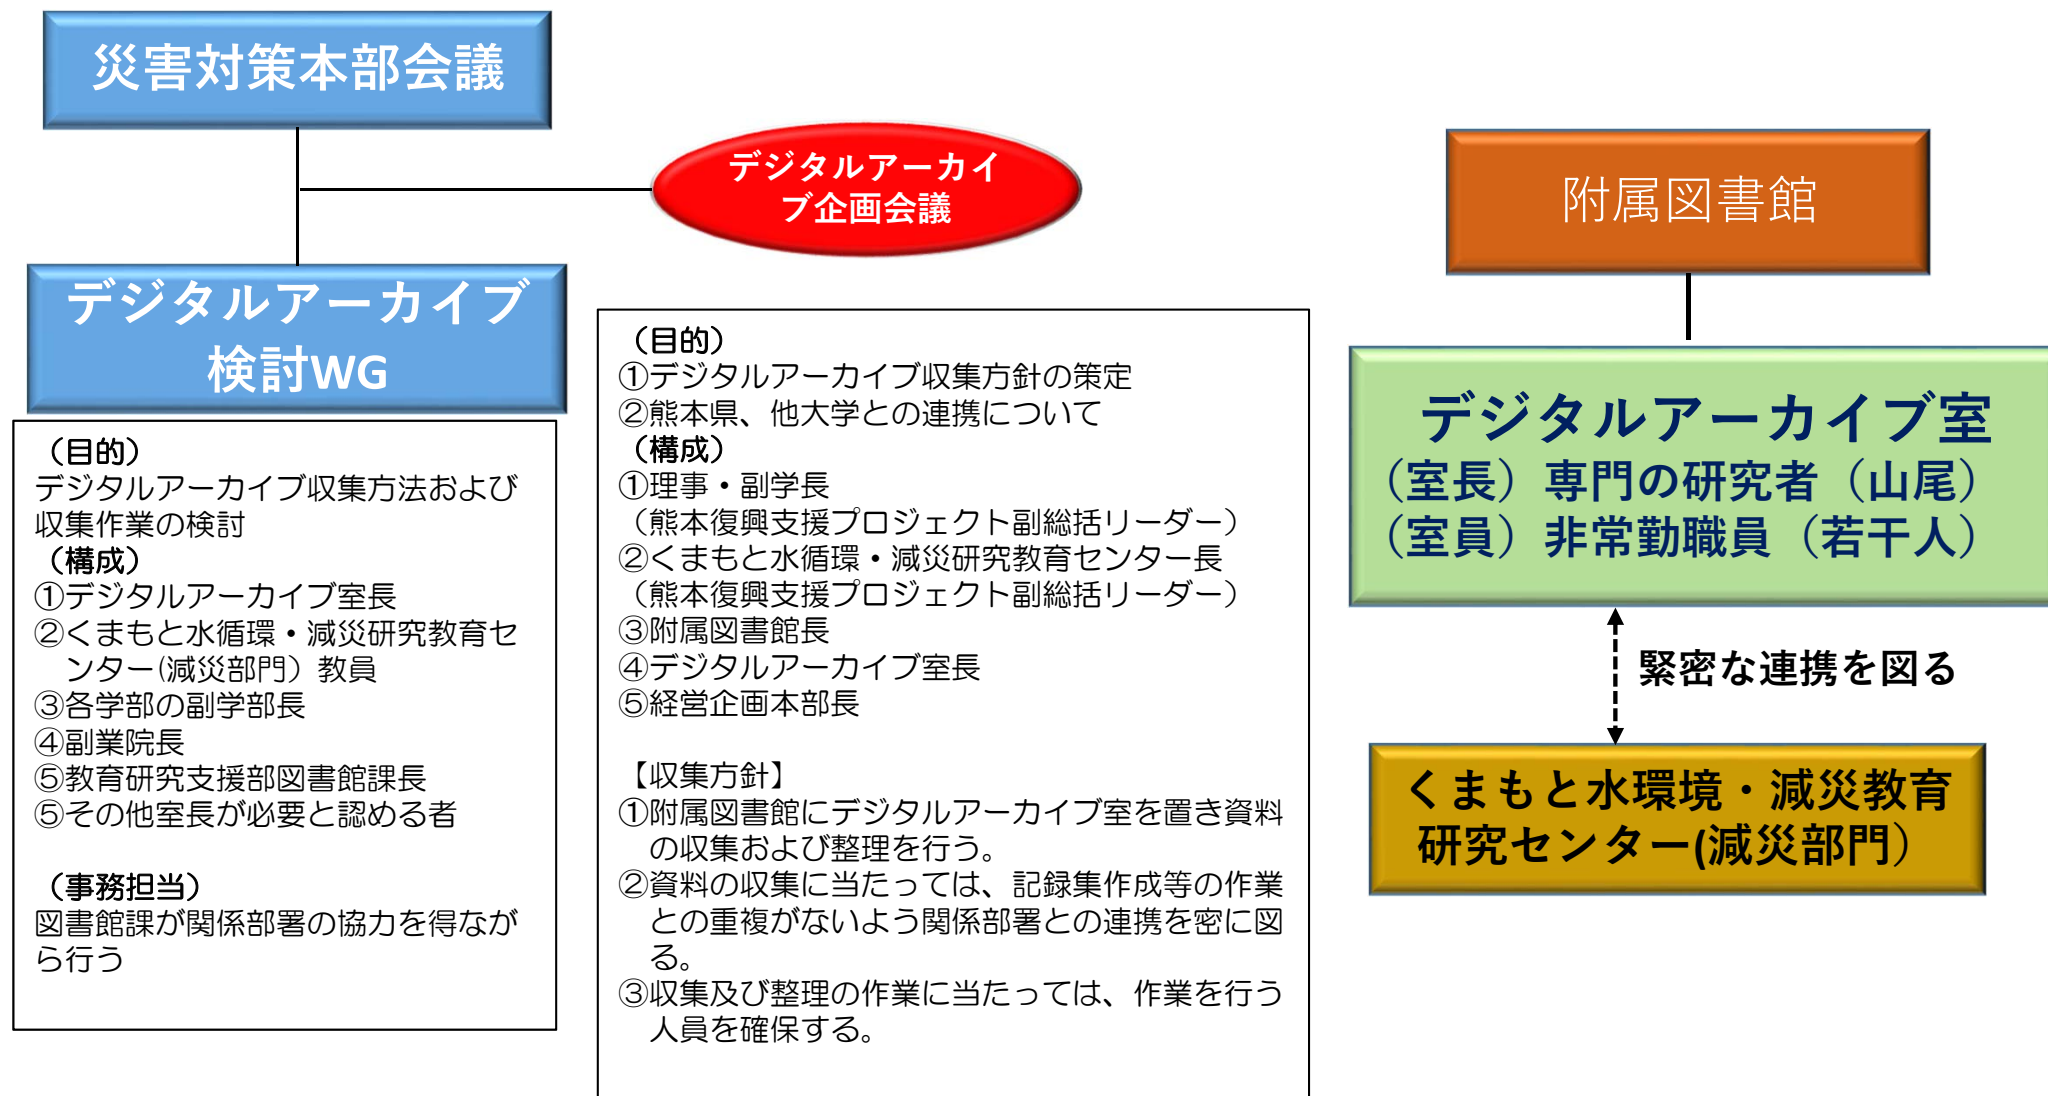 災害対策本部会議
デジタルアーカイ
ブ企画会議
附属図書館
デジタルアーカイブ
検討WG
（目的）
デジタルアーカイブ収集方法および
収集作業の検討
（構成）
①デジタルアーカイブ室長
②くまもと水循環・減災研究教育セ
ンター(減災部門）教員
③各学部の副学部長
④副業院長
⑤教育研究支援部図書館課長
⑤その他室長が必要と認める者
（事務担当）
図書館課が関係部署の協力を得なが
ら行う
（目的）
①デジタルアーカイブ収集方針の策定
②熊本県、他大学との連携について
（構成）
①理事・副学長
（熊本復興支援プロジェクト副総括リーダー）
②くまもと水循環・減災研究教育センター長
（熊本復興支援プロジェクト副総括リーダー）
③附属図書館長
④デジタルアーカイブ室長
⑤経営企画本部長
【収集方針】
①附属図書館にデジタルアーカイブ室を置き資料
の収集および整理を行う。
②資料の収集に当たっては、記録集作成等の作業
との重複がないよう関係部署との連携を密に図
る。
③収集及び整理の作業に当たっては、作業を行う
人員を確保する。
デジタルアーカイブ室
（室長）専門の研究者（山尾）
（室員）非常勤職員（若干人）
緊密な連携を図る
くまもと水環境・減災教育
研究センター(減災部門）